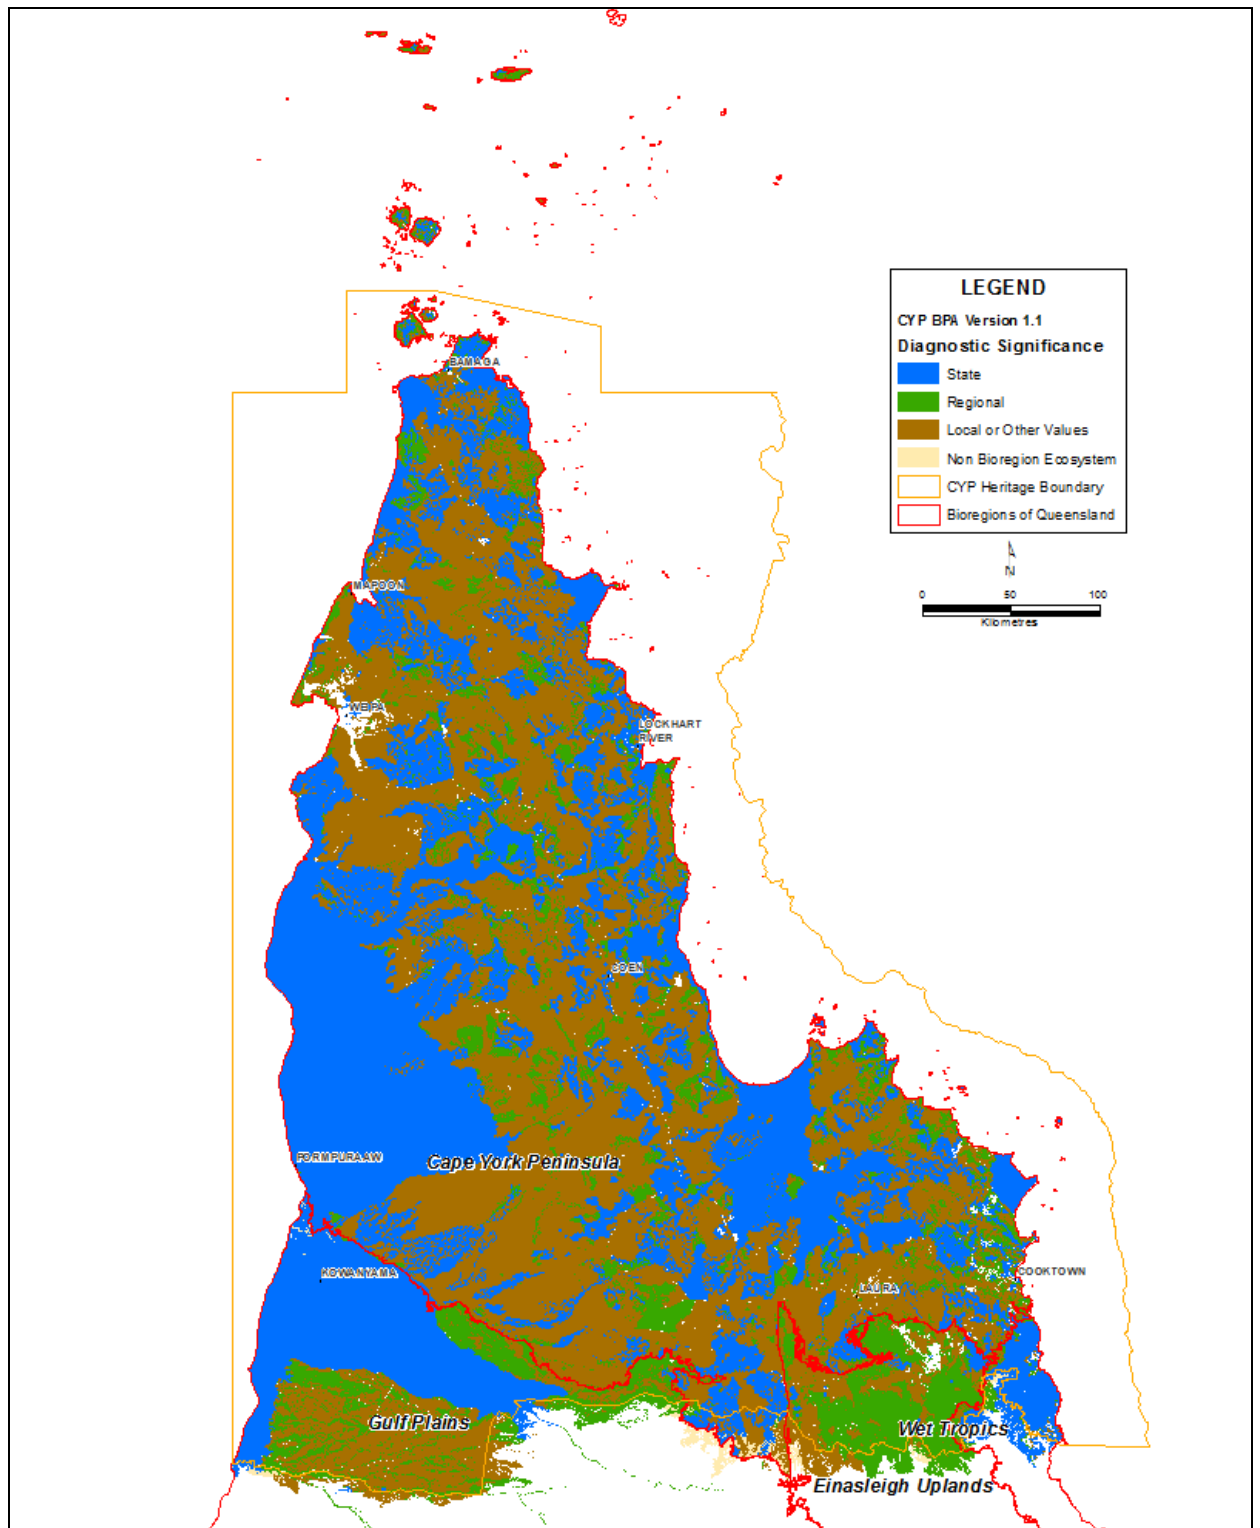 LEGEND
CYP BPA Version 1.1
Diagnostic Significance
State
Regional
Local or Other Values
Non Bioregion Ecosystem
CYP Heritage Boundary
Bioregions of Queensland
N
0 50 100
Kilometres
BAMAGA
MAPOON
WEIPA
LOCKHART
RIVER
COEN
PORMPURAAW
Cape York Peninsula
KOWANYAMA
COOKTOWN
LAURA
Gulf Plains
Wet Tropics
Einasleigh Uplands